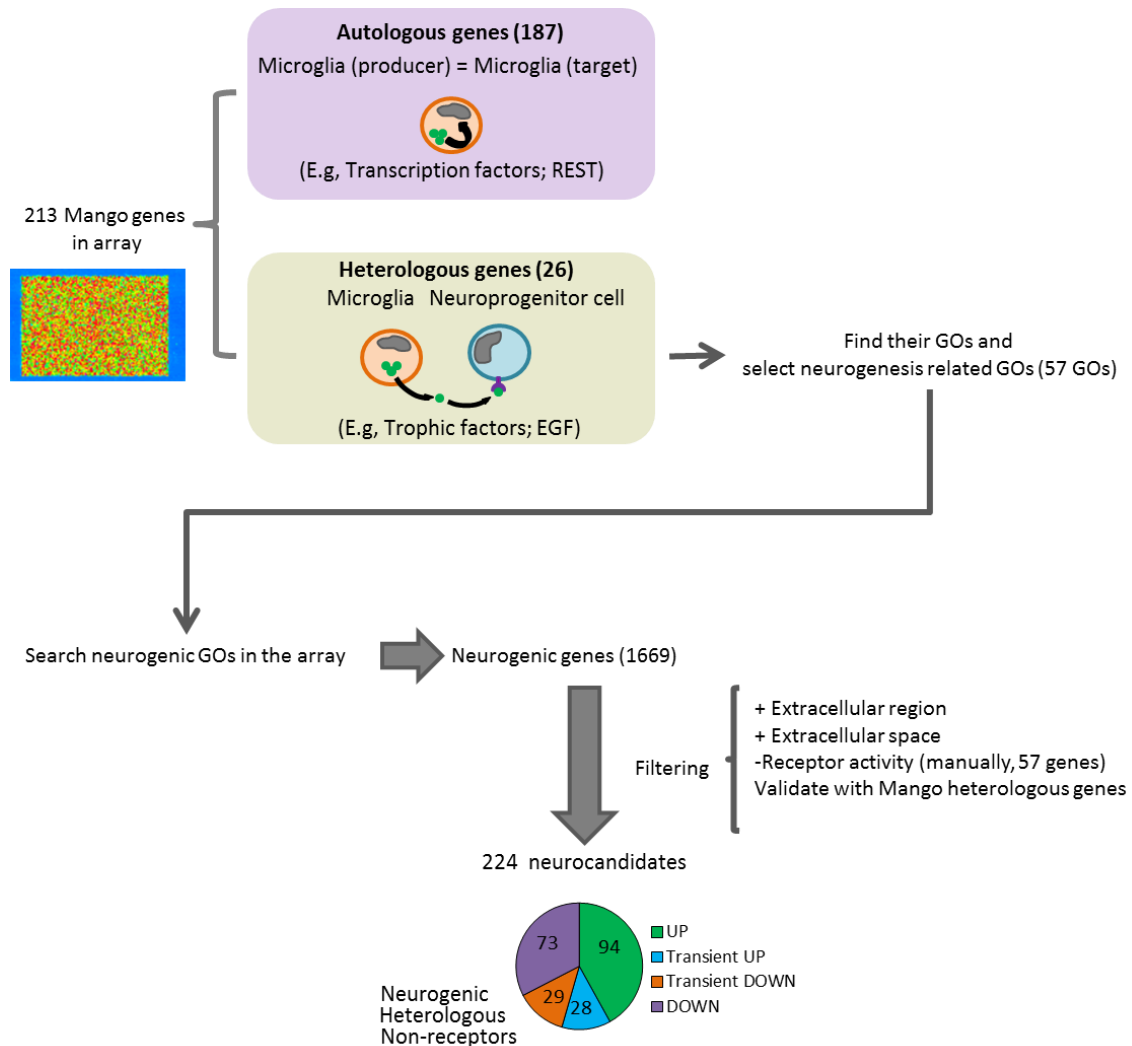 Autologous genes (187)
Microglia (producer) = Microglia (target)
(E.g, Transcription factors; REST)
213 Mango genes
in array
Heterologous genes (26)
Microglia Neuroprogenitor cell
(E.g, Trophic factors; EGF)
Find their GOs and
select neurogenesis related GOs (57 GOs)
Search neurogenic GOs in the array
Neurogenic genes (1669)
Filtering
+ Extracellular region
+ Extracellular space
-Receptor activity (manually, 57 genes)
Validate with Mango heterologous genes
224 neurocandidates
73
94
29
28
UP
Transient UP
Transient DOWN
DOWN
Neurogenic
Heterologous
Non-receptors